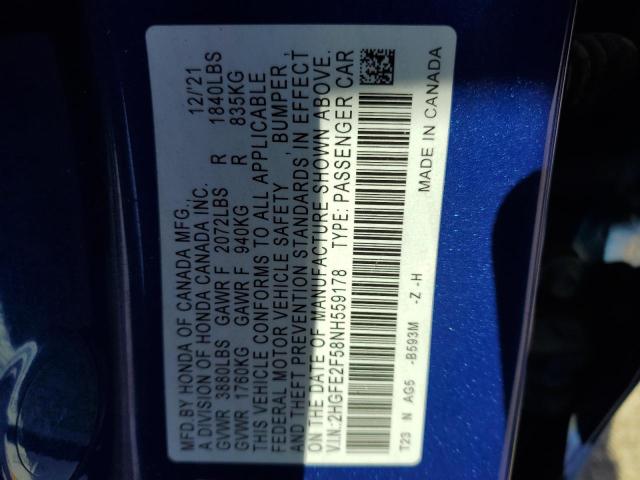 MFD.BY HONDA OF CANADA MFG., 12/'21
A DIVISION OF HONDA CANADA INC.
GVWR 3880LBS GAWR F 2072LBS R 1840LBS
GVWR 1760KG GAWR F 940KG R 835KG
THIS VEHICLE CONFORMS TO ALL APPLICABLE
FEDERAL MOTOR VEHICLE SAFETY , BUMPER ,
AND THEFT PREVENTION STANDARDS IN EFFECT
ON THE DATE OF MANUFACTURE SHOWN ABOVE.
V.I.N:2HGFE2F58NH559178 TYPE: PASSENGER CAR
T23 N AG5 -B593M -Z -H MADE IN CANADA